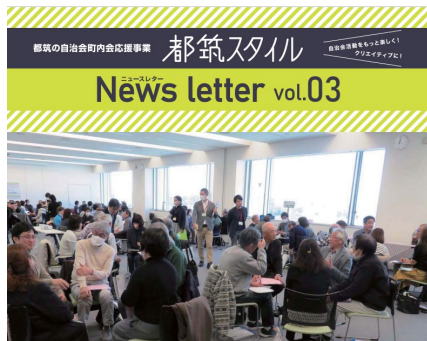 都筑の自治会町内会応援事業
都筑スタイル
自治会活動をもっと楽しく!
クリエイティブに!
ニュースレター
News letter vol.03